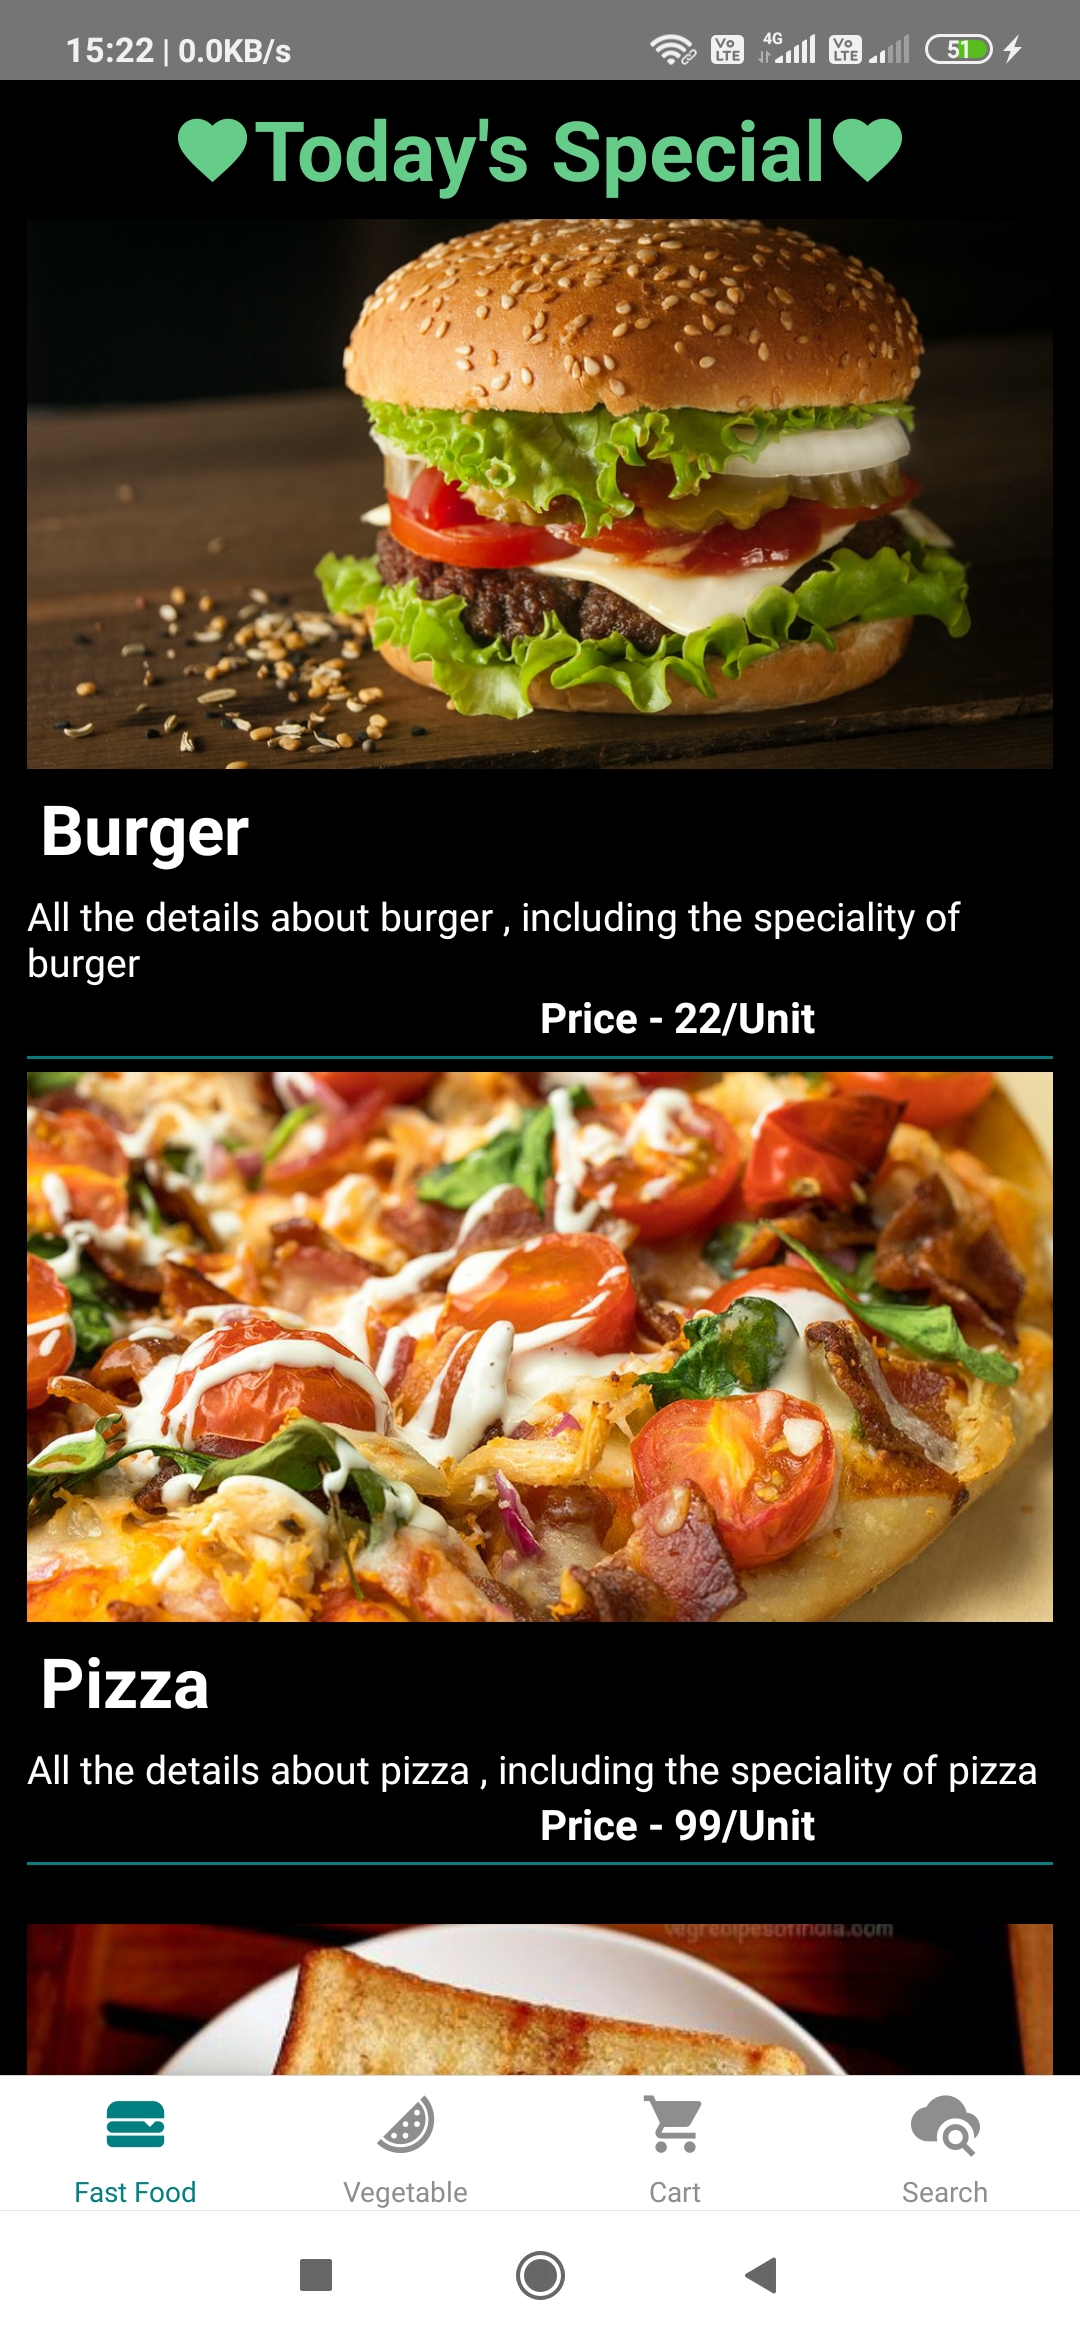 15:22 | 0.0KB/s
Vo LTE
4G
Vo LTE
51
Today's Special
Burger
All the details about burger , including the speciality of
burger
Price - 22/Unit
Pizza
All the details about pizza , including the speciality of pizza
Price - 99/Unit
vegrecipesofindia.com
Fast Food
Vegetable
Cart
Search